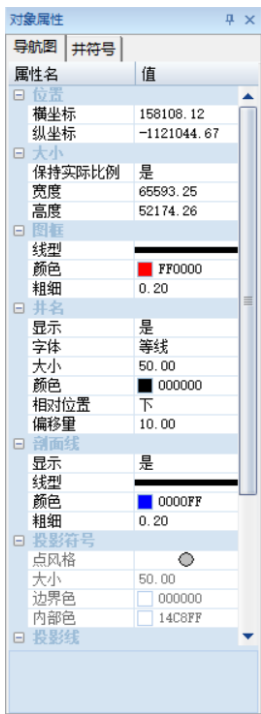 对象属性
导航图 井符号
属性名 值
位置
横坐标 158108.12
纵坐标 -1121044.67
大小
保持实际比例 是
宽度 65593.25
高度 52174.26
图框
线型
颜色 FF0000
粗细 0.20
井名
显示 是
字体 等线
大小 50.00
颜色 000000
相对位置 下
偏移量 10.00
剖面线
显示 是
线型
颜色 0000FF
粗细 0.20
投影符号
点风格
大小 50.00
边界色 000000
内部色 14C8FF
投影线